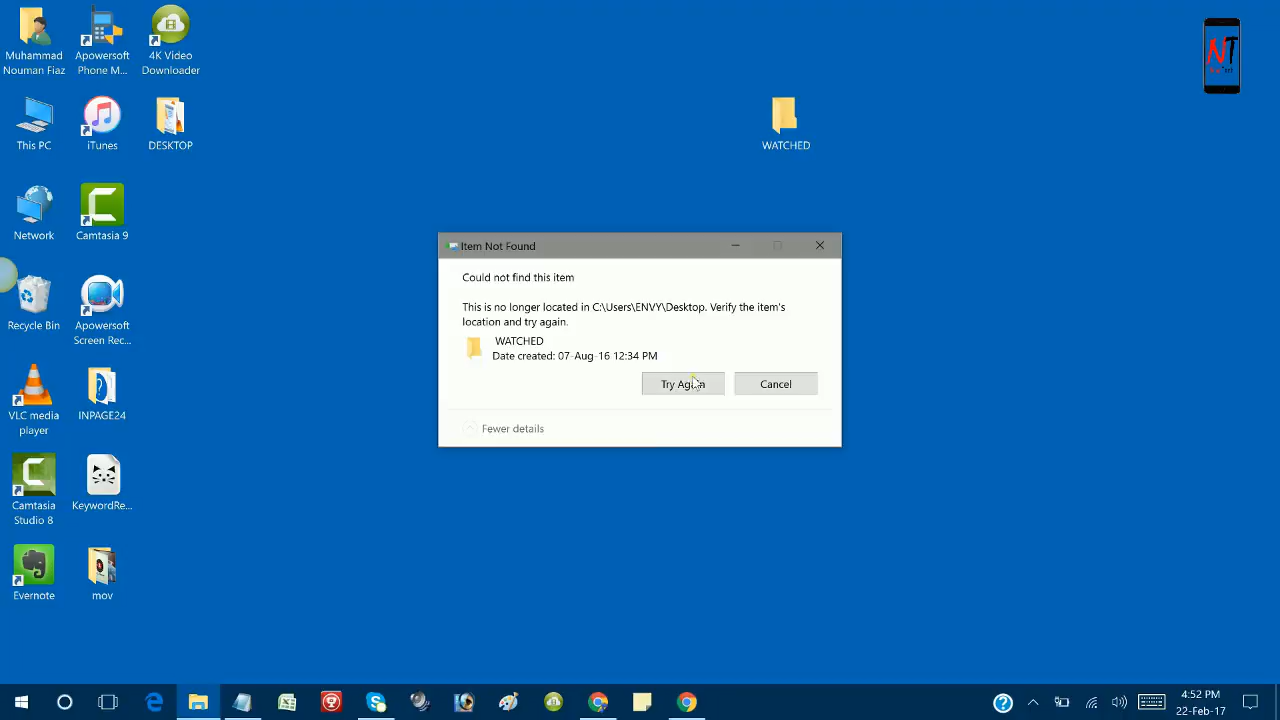 Muhammad
Nouman Fiaz
Apowersoft
Phone M...
4K Video
Downloader
This PC
iTunes
DESKTOP
WATCHED
NT
Network
Camtasia 9
Item Not Found
Could not find this item
This is no longer located in C:\Users\ENVY\Desktop. Verify the item's
location and try again.
WATCHED
Date created: 07-Aug-16 12:34 PM
Try Again
Cancel
Fewer details
Recycle Bin
Apowersoft
Screen Rec...
VLC media
player
INPAGE24
Camtasia
Studio 8
KeywordRe...
Evernote
mov
4:52 PM
22-Feb-17